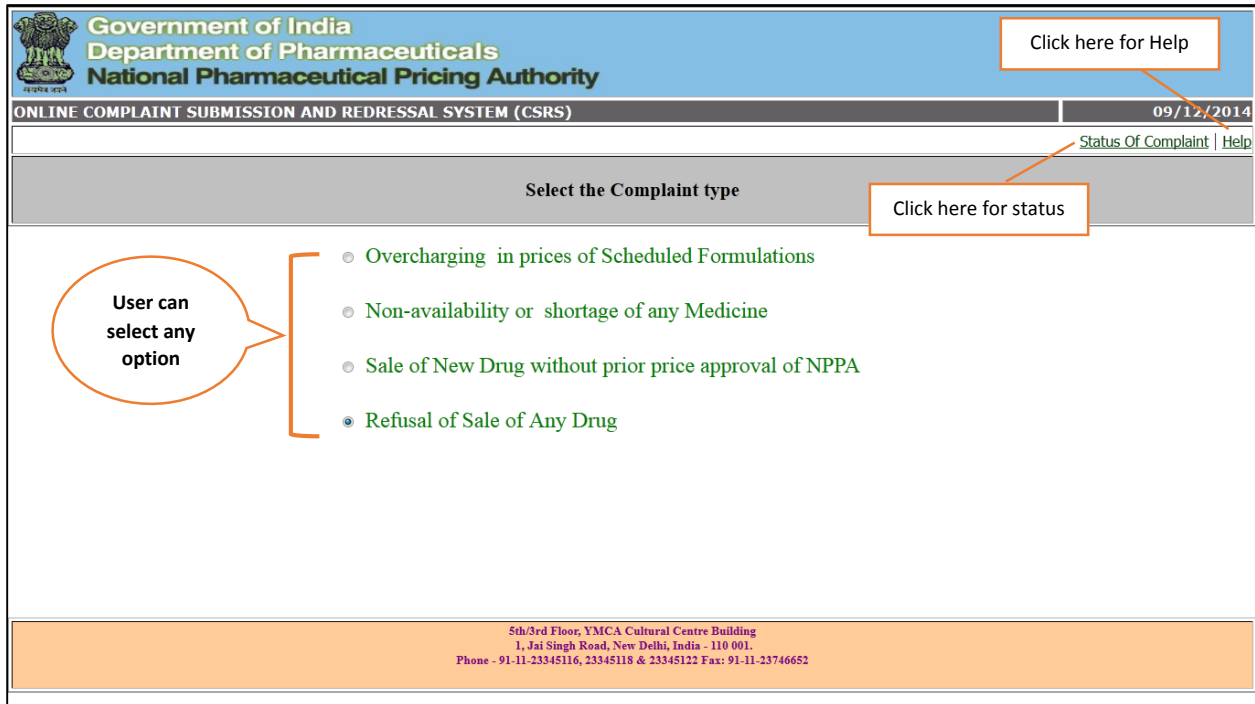 Government of India
Department of Pharmaceuticals
National Pharmaceutical Pricing Authority
Click here for Help
ONLINE COMPLAINT SUBMISSION AND REDRESSAL SYSTEM (CSRS)
09/12/2014
Status Of Complaint | Help
Select the Complaint type
Click here for status
User can
select any
option
Overcharging in prices of Scheduled Formulations
Non-availability or shortage of any Medicine
Sale of New Drug without prior price approval of NPPA
Refusal of Sale of Any Drug
5th/3rd Floor, YMCA Cultural Centre Building
1, Jai Singh Road, New Delhi, India - 110 001.
Phone - 91-11-23345116, 23345118 & 23345122 Fax: 91-11-23746652